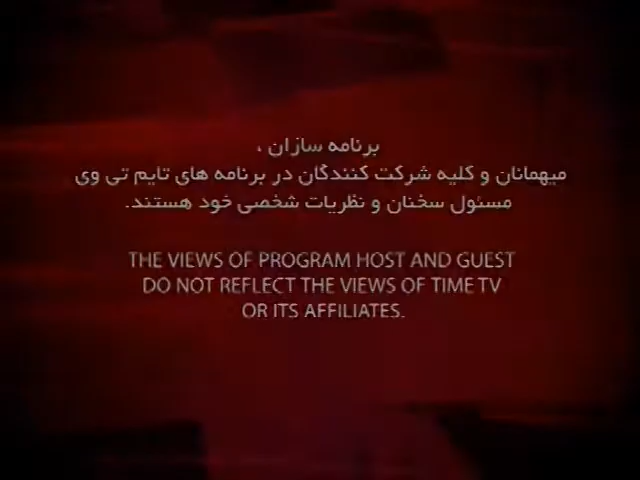 برنامه سازان ،
میهمانان و کلیه شرکت کنندگان در برنامه های تایم تی وی
مسئول سخنان و نظریات شخصی خود هستند.
THE VIEWS OF PROGRAM HOST AND GUEST
DO NOT REFLECT THE VIEWS OF TIME TV
OR ITS AFFILIATES.